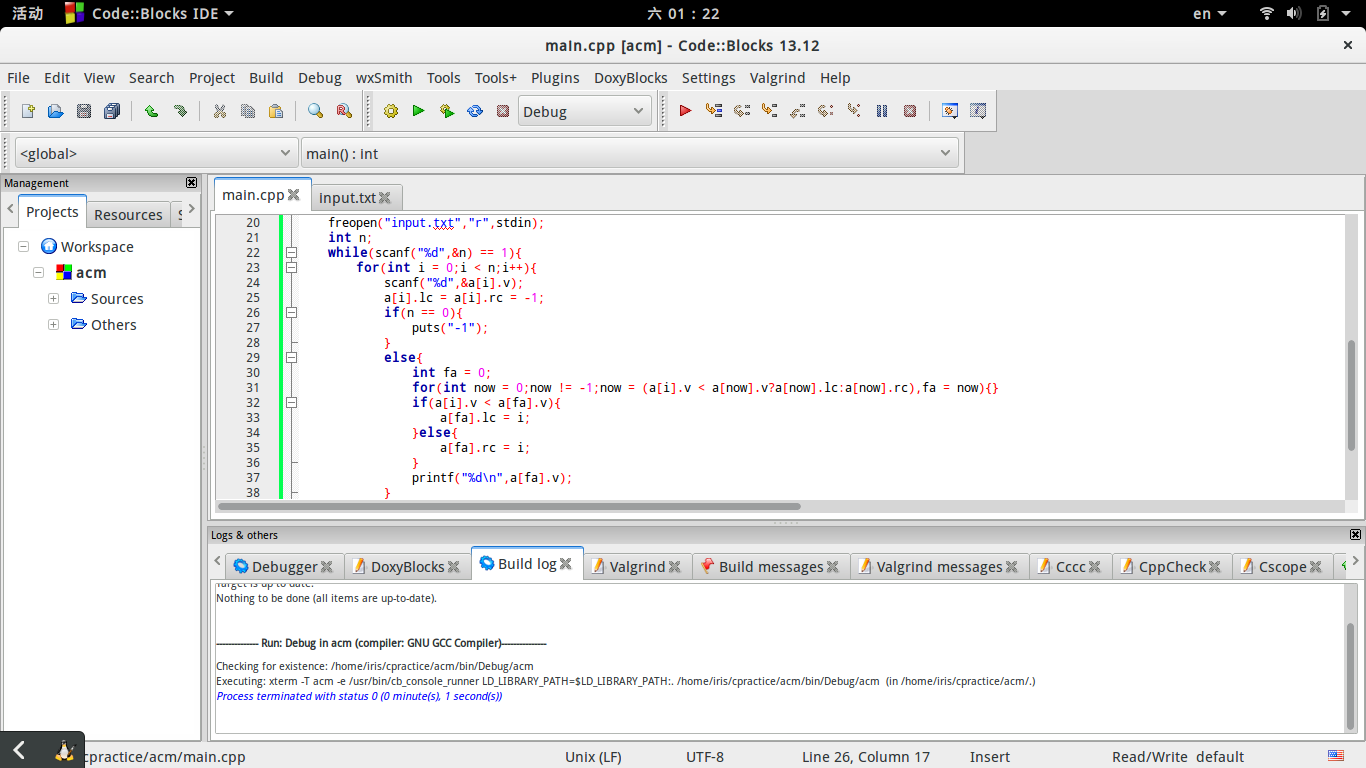 活动 Code::Blocks IDE 六 01：22 en
main.cpp [acm] - Code::Blocks 13.12
File Edit View Search Project Build Debug wxSmith Tools Tools+ Plugins DoxyBlocks Settings Valgrind Help
Debug
<global> main() : int
Management
Projects Resources S
main.cpp input.txt
Workspace
acm
Sources
Others
20 freopen("input.txt","r",stdin);
21 int n;
22 while(scanf("%d",&n) == 1){
23 for(int i = 0;i < n;i++){
24 scanf("%d",&a[i].v);
25 a[i].lc = a[i].rc = -1;
26 if(n == 0){
27 puts("-1");
28 }
29 else{
30 int fa = 0;
31 for(int now = 0;now != -1;now = (a[i].v < a[now].v?a[now].lc:a[now].rc),fa = now){}
32 if(a[i].v < a[fa].v){
33 a[fa].lc = i;
34 }else{
35 a[fa].rc = i;
36 }
37 printf("%d\n",a[fa].v);
38 }
Logs & others
Debugger DoxyBlocks Build log Valgrind Build messages Valgrind messages Cccc CppCheck Cscope
Target is up to date.
Nothing to be done (all items are up-to-date).
-------------- Run: Debug in acm (compiler: GNU GCC Compiler)---------------
Checking for existence: /home/iris/cpractice/acm/bin/Debug/acm
Executing: xterm -T acm -e /usr/bin/cb_console_runner LD_LIBRARY_PATH=$LD_LIBRARY_PATH:. /home/iris/cpractice/acm/bin/Debug/acm (in /home/iris/cpractice/acm/.)
Process terminated with status 0 (0 minute(s), 1 second(s))
cpractice/acm/main.cpp Unix (LF) UTF-8 Line 26, Column 17 Insert Read/Write default